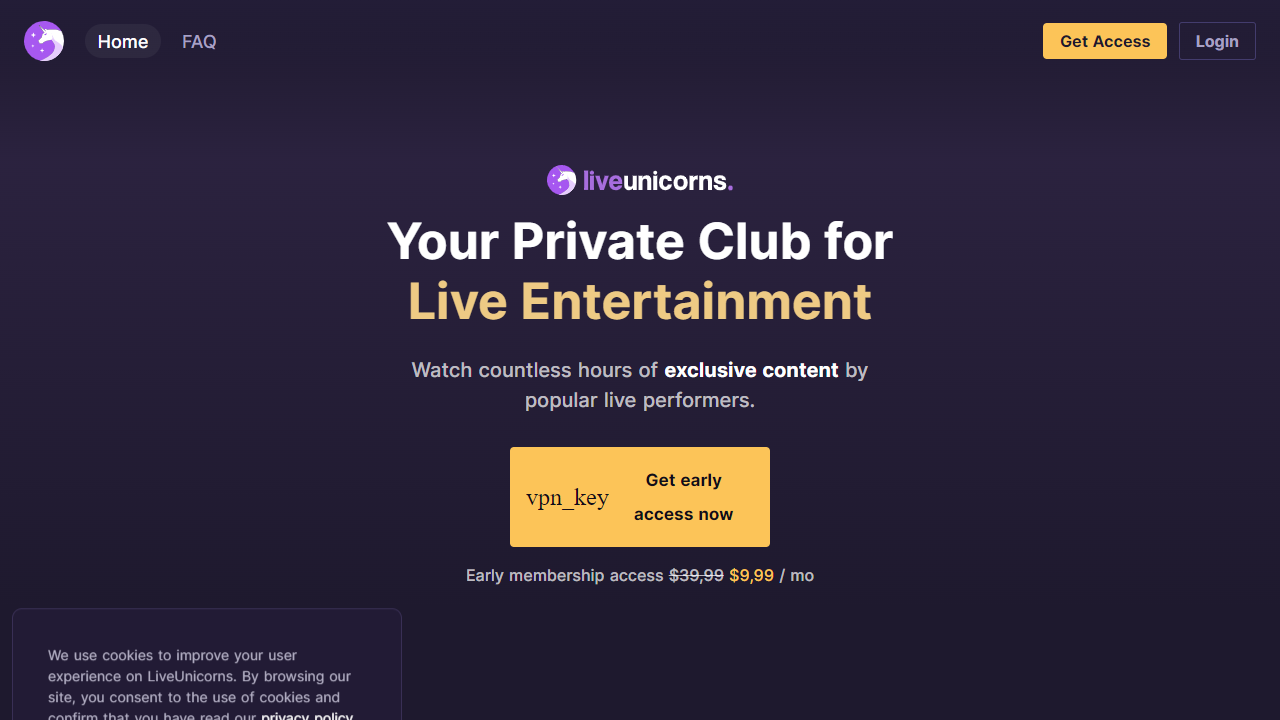 Home FAQ Get Access Login
liveunicorns.
Your Private Club for
Live Entertainment
Watch countless hours of exclusive content by
popular live performers.
vpn_key Get early
access now
Early membership access $39,99 $9,99 / mo
We use cookies to improve your user
experience on LiveUnicorns. By browsing our
site, you consent to the use of cookies and
confirm that you have read our privacy policy